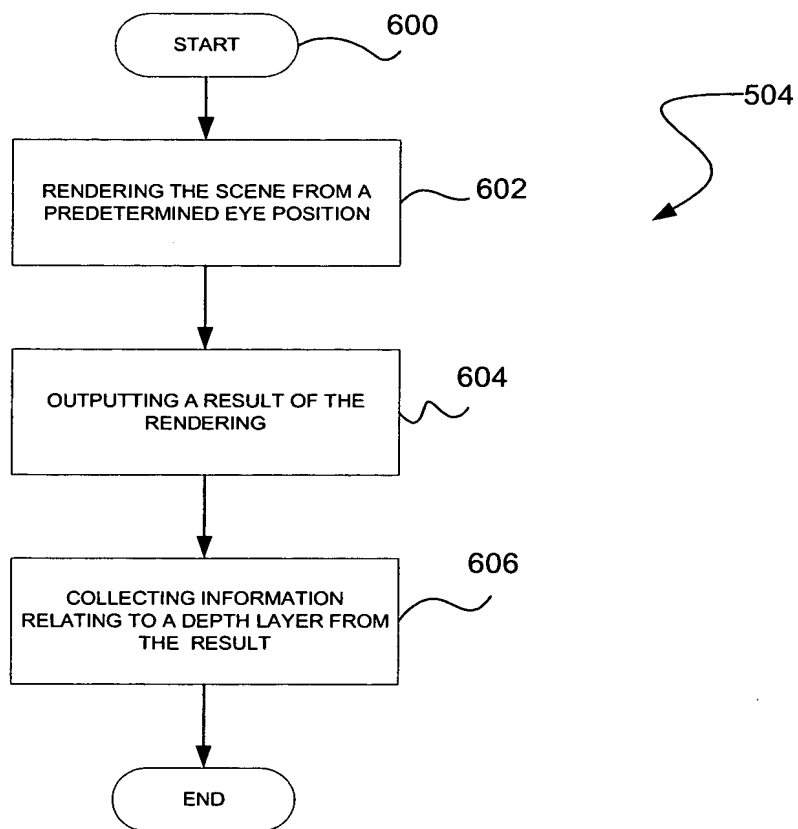 START
600
504
RENDERING THE SCENE FROM A
PREDETERMINED EYE POSITION
602
OUTPUTTING A RESULT OF THE
RENDERING
604
COLLECTING INFORMATION
RELATING TO A DEPTH LAYER FROM
THE RESULT
606
END